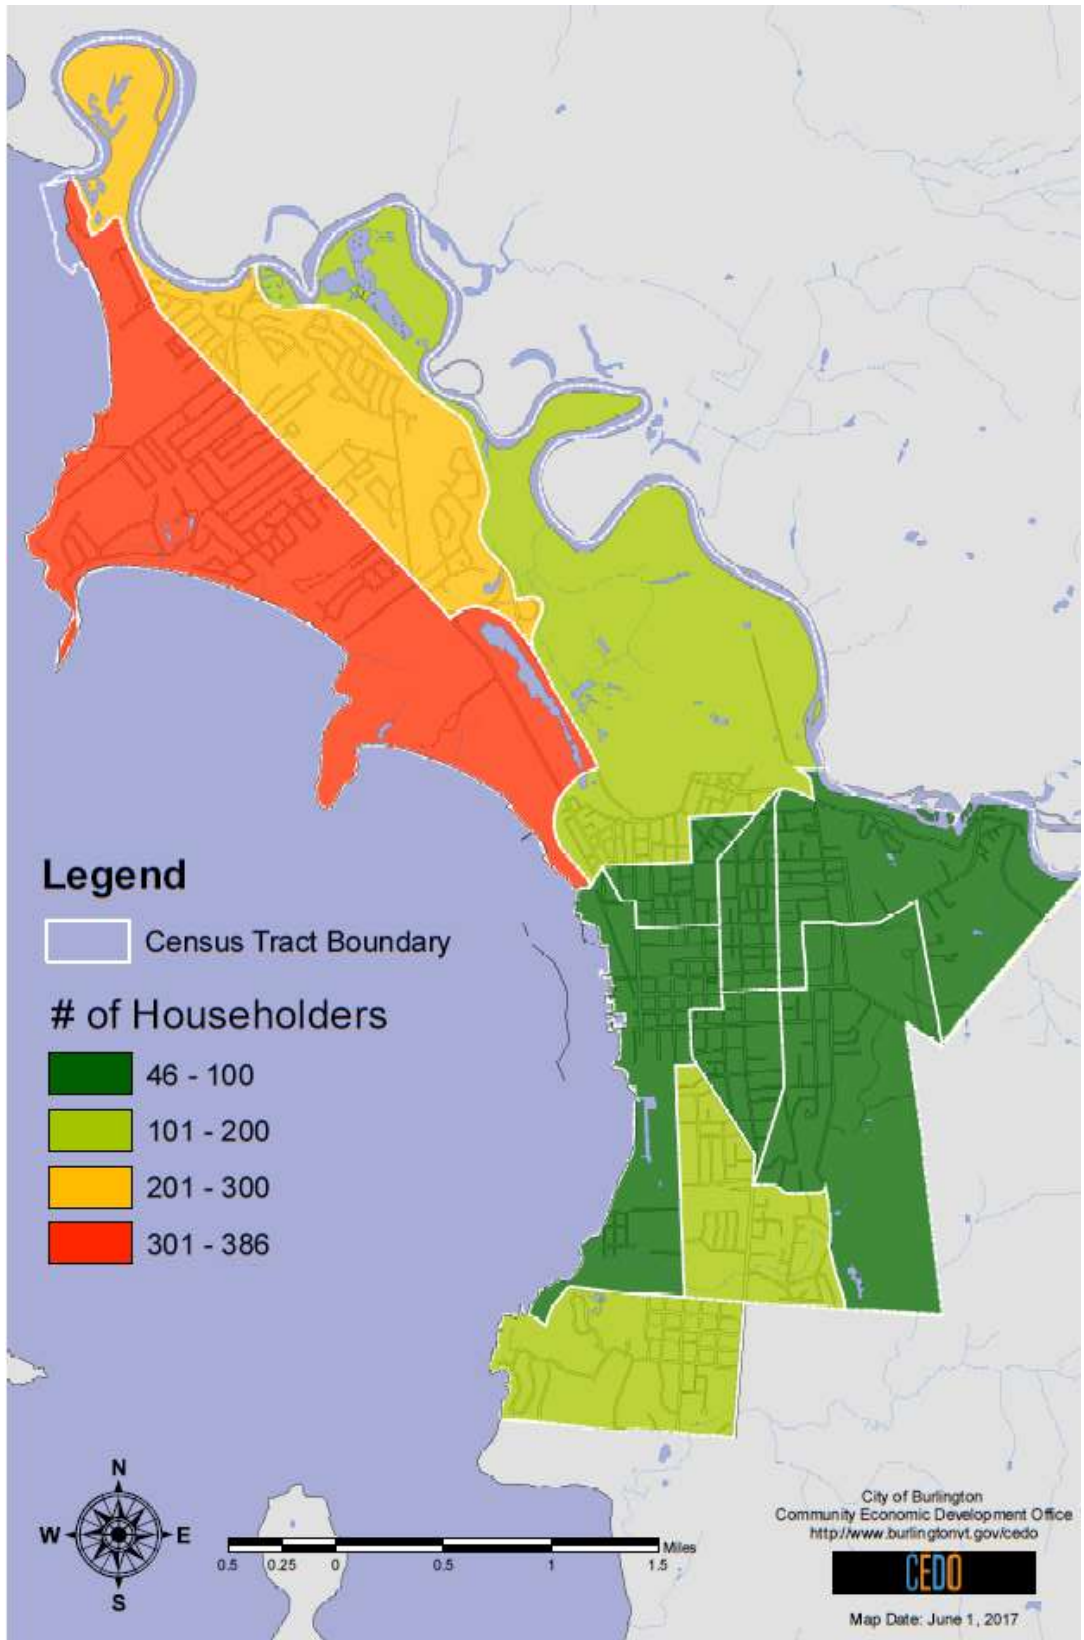 Legend
Census Tract Boundary
# of Householders
46 - 100
101 - 200
201 - 300
301 - 386
N
W E
S
0.5 0.25 0 0.5 1 1.5 Miles
City of Burlington
Community Economic Development Office
http://www.burlingtonvt.gov/cedo
CEDO
Map Date: June 1, 2017